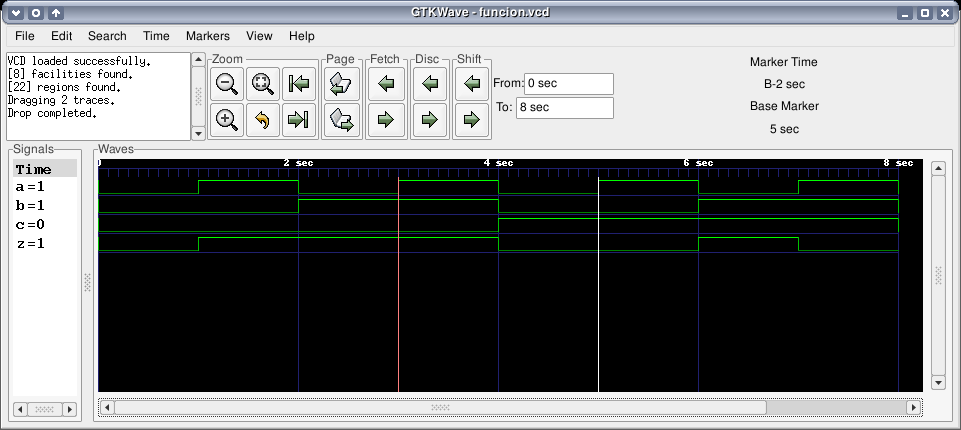 GTKWave - funcion.vcd
File Edit Search Time Markers View Help
VCD loaded successfully.
[8] facilities found.
[22] regions found.
Dragging 2 traces.
Drop completed.
Zoom
Page
Fetch
Disc
Shift
From: 0 sec
To: 8 sec
Marker Time
B-2 sec
Base Marker
5 sec
Signals
Time
a=1
b=1
c=0
z=1
Waves
0 2 sec 4 sec 6 sec 8 sec